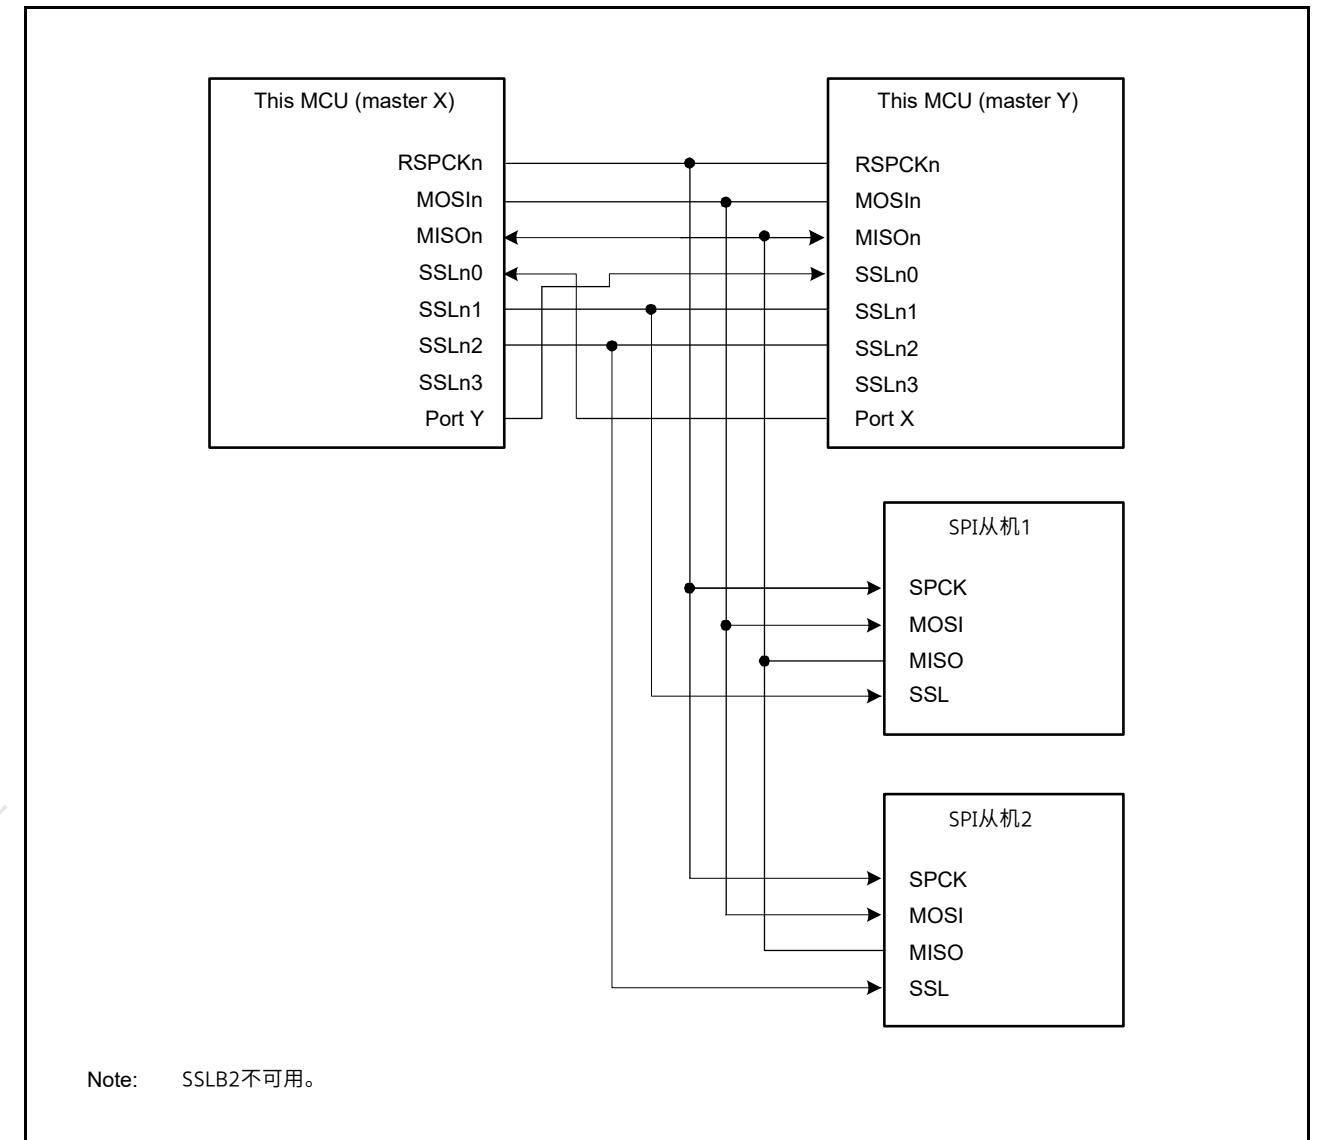 This MCU (master X)
RSPCKn
MOSIn
MISOn
SSLn0
SSLn1
SSLn2
SSLn3
Port Y
This MCU (master Y)
RSPCKn
MOSIn
MISOn
SSLn0
SSLn1
SSLn2
SSLn3
Port X
SPI从机1
SPCK
MOSI
MISO
SSL
SPI从机2
SPCK
MOSI
MISO
SSL
Note: SSLB2不可用。